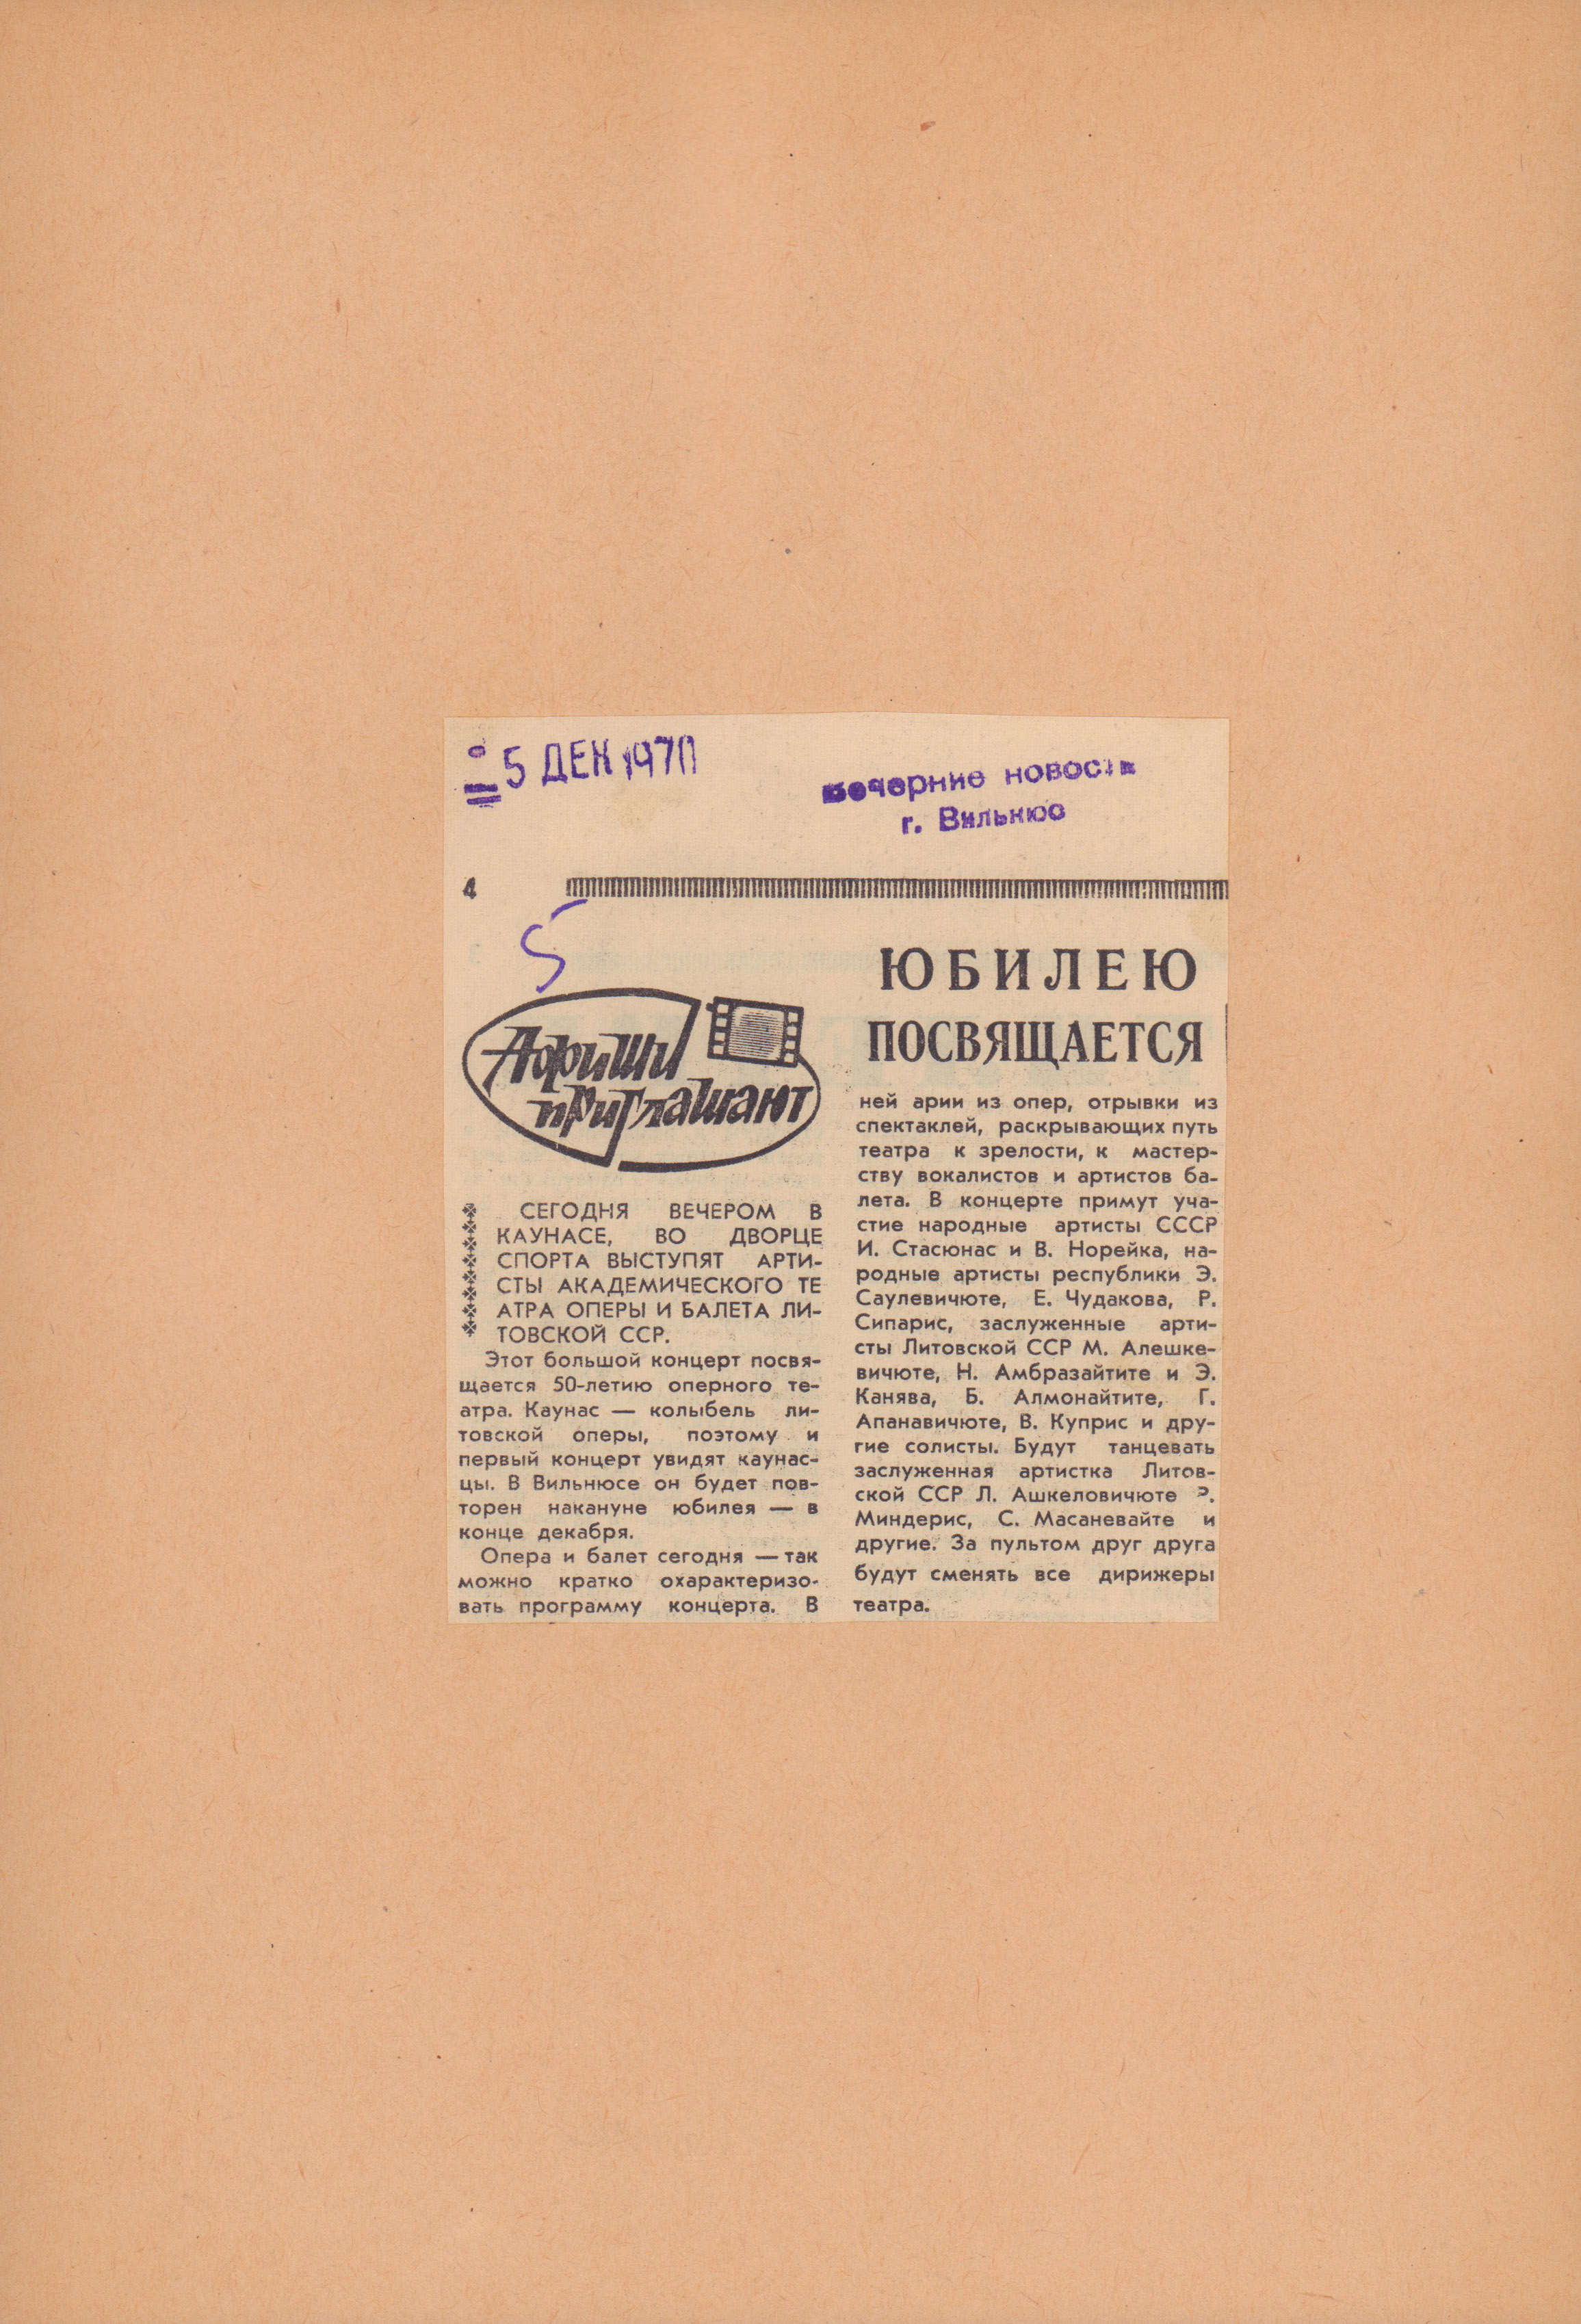 5 ДЕК 1970
вечерние новости
г. Вильнюс
4
5
Афиши
приглашают
ЮБИЛЕЮ
ПОСВЯЩАЕТСЯ
СЕГОДНЯ ВЕЧЕРОМ В
КАУНАСЕ, ВО ДВОРЦЕ
СПОРТА ВЫСТУПЯТ АРТИ-
СТЫ АКАДЕМИЧЕСКОГО ТЕ
АТРА ОПЕРЫ И БАЛЕТА ЛИ-
ТОВСКОЙ ССР.
Этот большой концерт посвя-
щается 50-летию оперного те-
атра. Каунас — колыбель ли-
товской оперы, поэтому и
первый концерт увидят каунас-
цы. В Вильнюсе он будет пов-
торен накануне юбилея — в
конце декабря.
Опера и балет сегодня — так
можно кратко охарактеризо-
вать программу концерта. В
ней арии из опер, отрывки из
спектаклей, раскрывающих путь
театра к зрелости, к мастер-
ству вокалистов и артистов ба-
лета. В концерте примут уча-
стие народные артисты СССР
И. Стасюнас и В. Норейка, на-
родные артисты республики Э.
Саулевичюте, Е. Чудакова, Р.
Сипарис, заслуженные арти-
сты Литовской ССР М. Алешке-
вичюте, Н. Амбразайтите и Э.
Канява, Б. Алмонайтите, Г.
Апанавичюте, В. Куприс и дру-
гие солисты. Будут танцевать
заслуженная артистка Литов-
ской ССР Л. Ашкеловичюте Р.
Миндерис, С. Масаневайте и
другие. За пультом друг друга
будут сменять все дирижеры
театра.